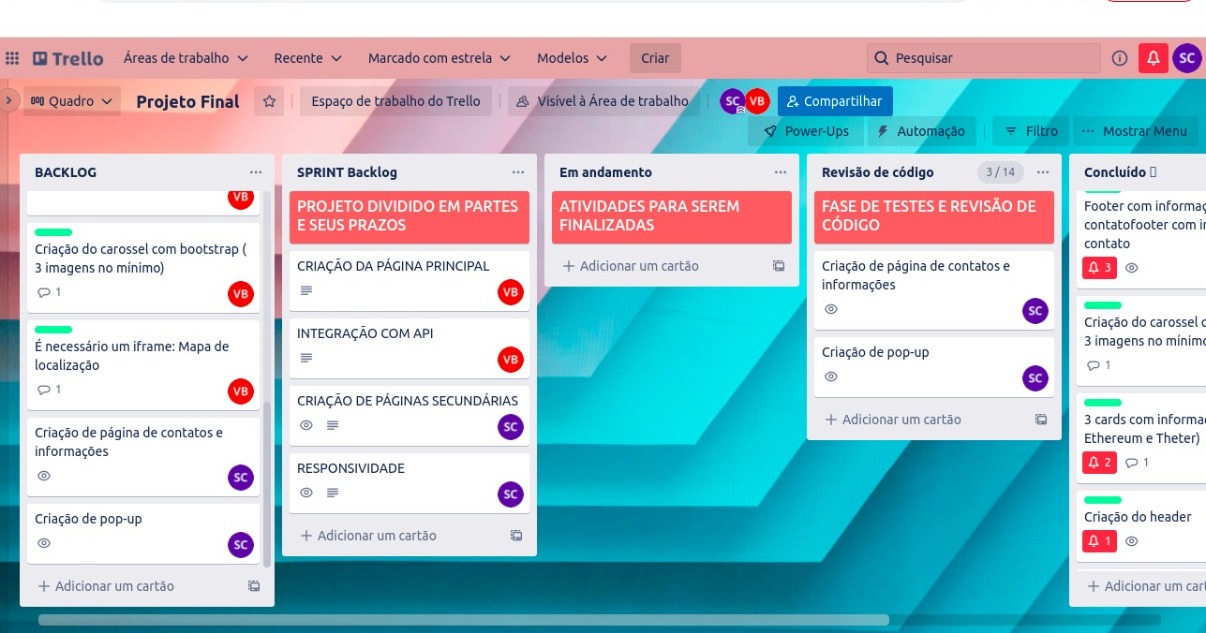 Trello
Áreas de trabalho
Recente
Marcado com estrela
Modelos
Criar
Pesquisar
SC
Quadro
Projeto Final
Espaço de trabalho do Trello
Visível à Área de trabalho
SC
VB
Compartilhar
Power-Ups
Automação
Filtro
Mostrar Menu
BACKLOG
VB
Criação do carossel com bootstrap (
3 imagens no mínimo)
1
VB
É necessário um iframe: Mapa de
localização
1
VB
Criação de página de contatos e
informações
SC
Criação de pop-up
SC
+ Adicionar um cartão
SPRINT Backlog
PROJETO DIVIDIDO EM PARTES
E SEUS PRAZOS
CRIAÇÃO DA PÁGINA PRINCIPAL
VB
INTEGRAÇÃO COM API
VB
CRIAÇÃO DE PÁGINAS SECUNDÁRIAS
SC
RESPONSIVIDADE
SC
+ Adicionar um cartão
Em andamento
ATIVIDADES PARA SEREM
FINALIZADAS
+ Adicionar um cartão
Revisão de código
3 / 14
FASE DE TESTES E REVISÃO DE
CÓDIGO
Criação de página de contatos e
informações
SC
Criação de pop-up
SC
+ Adicionar um cartão
Concluído
Footer com informaç
contatofooter com in
contato
3
Criação do carossel c
3 imagens no mínimo
1
3 cards com informa
Ethereum e Theter)
2
1
Criação do header
1
+ Adicionar um cart